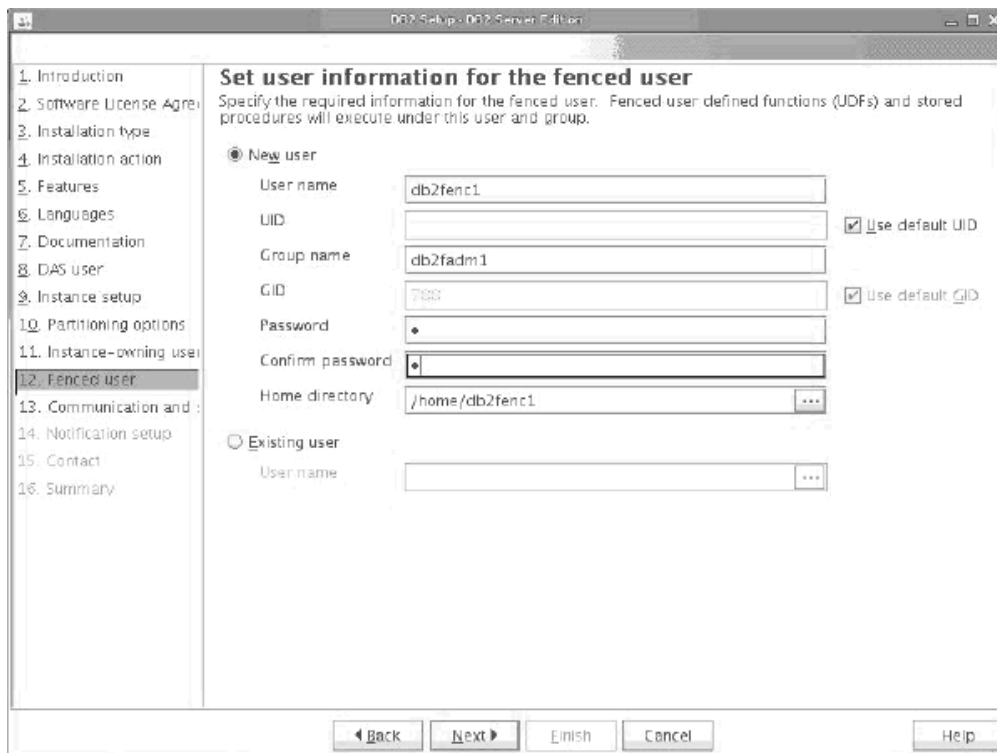 DB2 Setup - DB2 Server Edition
1. Introduction
2. Software License Agre
3. Installation type
4. Installation action
5. Features
6. Languages
7. Documentation
8. DAS user
9. Instance setup
10. Partitioning options
11. Instance-owning user
12. Fenced user
13. Communication and
14. Notification setup
15. Contact
16. Summary
Set user information for the fenced user
Specify the required information for the fenced user. Fenced user defined functions (UDFs) and stored
procedures will execute under this user and group.
New user
User name db2fenc1
UID Use default UID
Group name db2fadm1
GID Use default GID
Password
Confirm password
Home directory /home/db2fenc1 ...
Existing user
User name ...
Back Next Finish Cancel Help